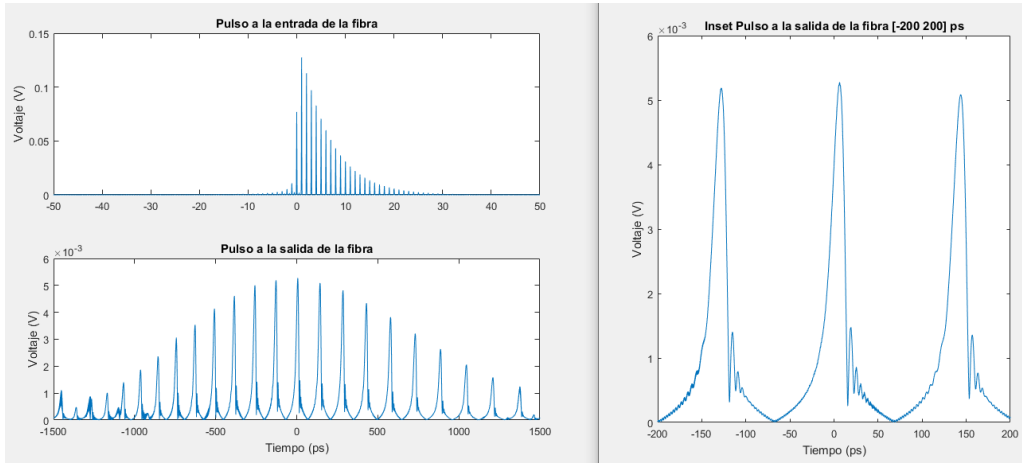 Pulso a la entrada de la fibra
0.15
0.1
0.05
0
Voltaje (V)
-50 -40 -30 -20 -10 0 10 20 30 40 50
Pulso a la salida de la fibra
×10-3
6
5
4
3
2
1
0
Voltaje (V)
-1500 -1000 -500 0 500 1000 1500
Tiempo (ps)
Inset Pulso a la salida de la fibra [-200 200] ps
×10-3
6
5
4
3
2
1
0
Voltaje (V)
-200 -150 -100 -50 0 50 100 150 200
Tiempo (ps)